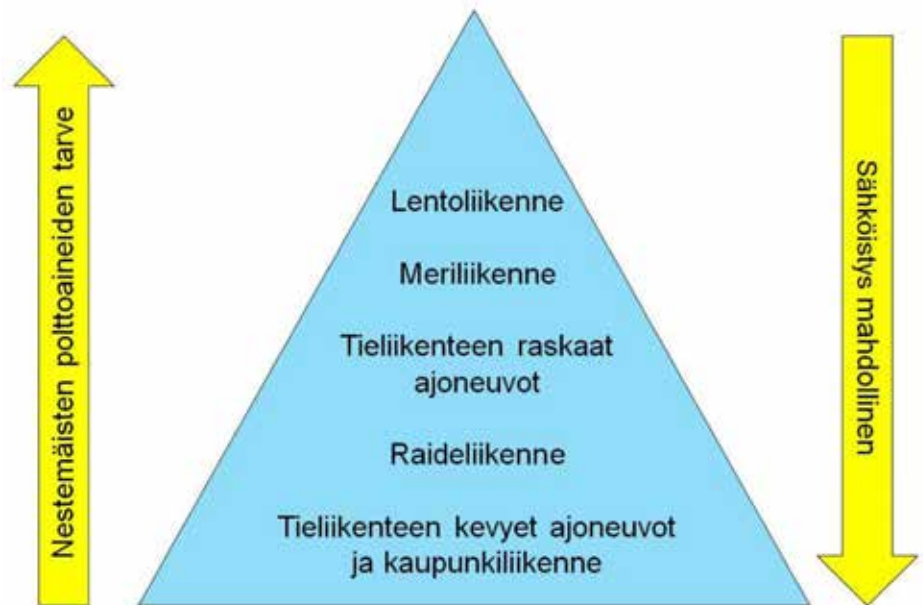 Nestemäisten polttoaineiden tarve
Lentoliikenne
Meriliikenne
Tieliikenteen raskaat
ajoneuvot
Raideliikenne
Tieliikenteen kevyet ajoneuvot
ja kaupunkiliikenne
Sähköistys mahdollinen